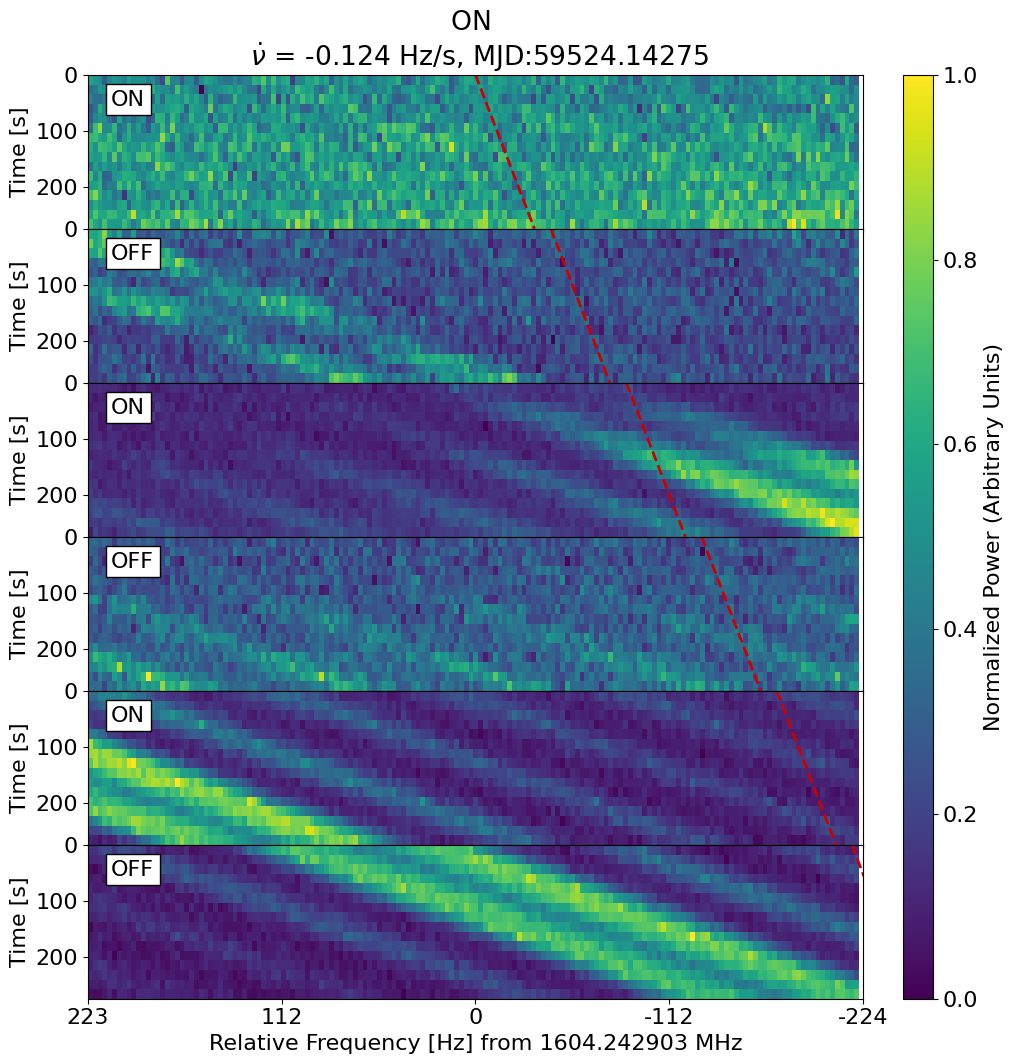 ON
ν̇ = -0.124 Hz/s, MJD:59524.14275
0
100
200
Time [s]
ON
0
100
200
Time [s]
OFF
0
100
200
Time [s]
ON
0
100
200
Time [s]
OFF
0
100
200
Time [s]
ON
0
100
200
Time [s]
OFF
223
112
0
-112
-224
Relative Frequency [Hz] from 1604.242903 MHz
1.0
0.8
0.6
0.4
0.2
0.0
Normalized Power (Arbitrary Units)